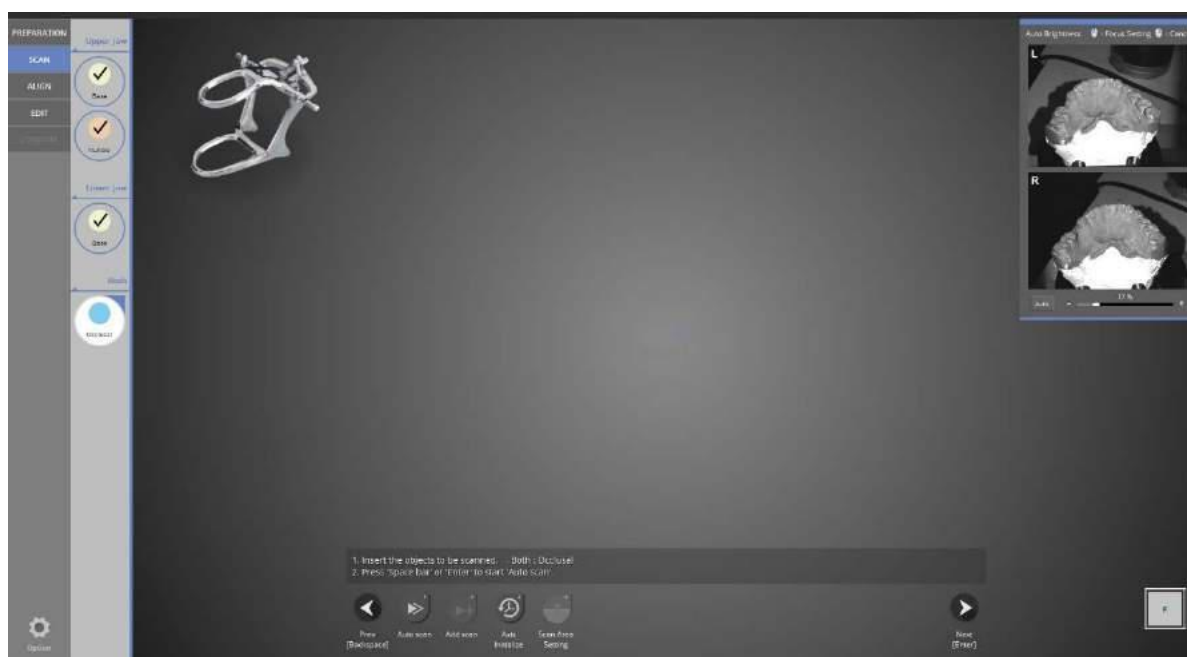 PREPARATION
SCAN
ALIGN
EDIT
Upper jaw
Base
Lower jaw
Base
Both
Occlusal
Option
1. Insert the objects to be scanned. - Both : Occlusal
2. Press 'Space bar' or 'Enter' to start 'Auto scan'
Prev
[Backspace]
Auto scan
Add scan
Auto
Scan Area
Setting
Next
[Enter]
Auto Brightness : Focus Setting
L
R
17 %
Auto
- +
F